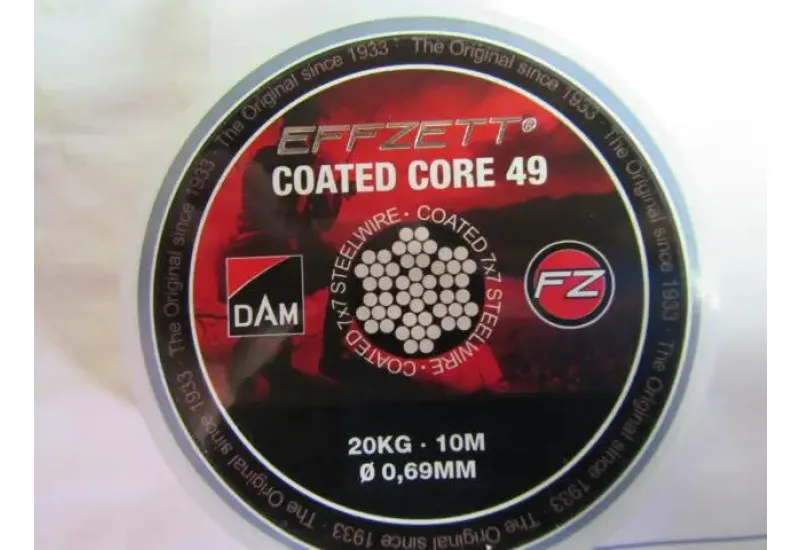 The Original since 1933 · The Original since 1933 · The Original since 1933 · The Original since 1933 · The Original since 1933 · The Original since 1933
EFFZETT®
COATED CORE 49
COATED 7x7 STEELWIRE · COATED 7x7 STEELWIRE ·
DAM
FZ
20KG · 10M
Ø 0,69MM